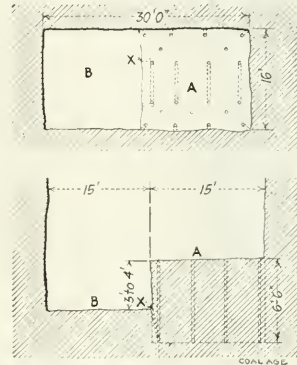 30'0"
B
X
A
16'
15'
15'
A
3 to 4'
B
X
6'-6"
COAL AGE